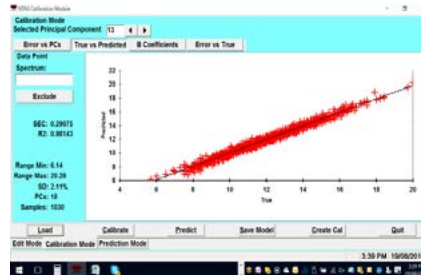 NPAS Calibration Module
Calibration Mode
Selected Principal Component 13
Error vs PCs True vs Predicted B Coefficients Error vs True
Data Point
Spectrum:
Exclude
SEC: 0.29075
R2: 0.98143
Range Min: 6.14
Range Max: 20.28
SD: 2.11%
PCs: 18
Samples: 1030
22
20
18
16
14
12
10
8
6
Predicted
4 6 8 10 12 14 16 18 20
True
Load Calibrate Predict Save Model Create Cal Quit
Edit Mode Calibration Mode Prediction Mode
3:39 PM